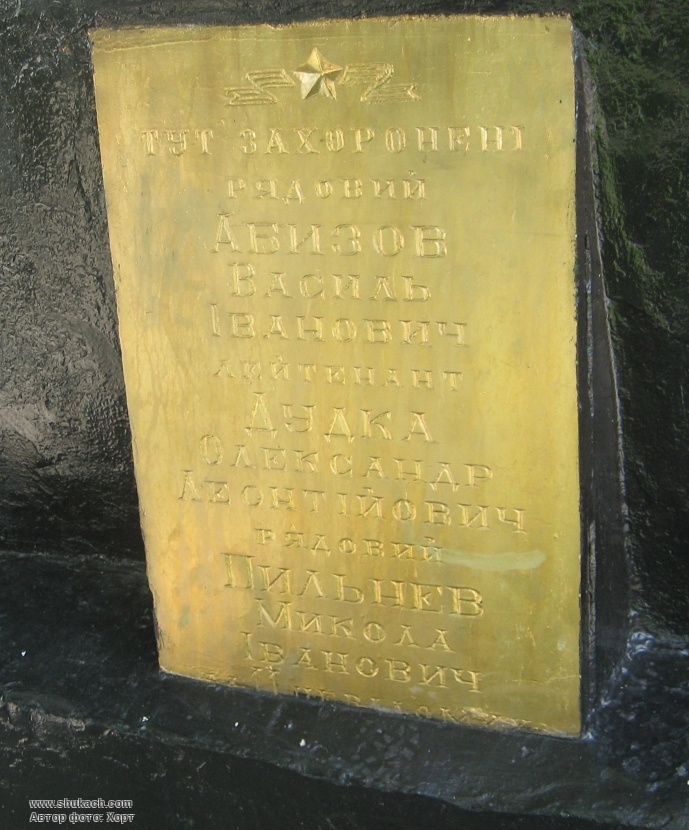 ТУТ ЗАХОРОНЕНІ
РЯДОВИЙ
АБИЗОВ
ВАСИЛЬ
ІВАНОВИЧ
ЛЕЙТЕНАНТ
ДУДКА
ОЛЕКСАНДР
ЛЕОНТІЙОВИЧ
РЯДОВИЙ
ПИЛЬНЕВ
МИКОЛА
ІВАНОВИЧ
www.shukach.com
Автор фото: Хорт